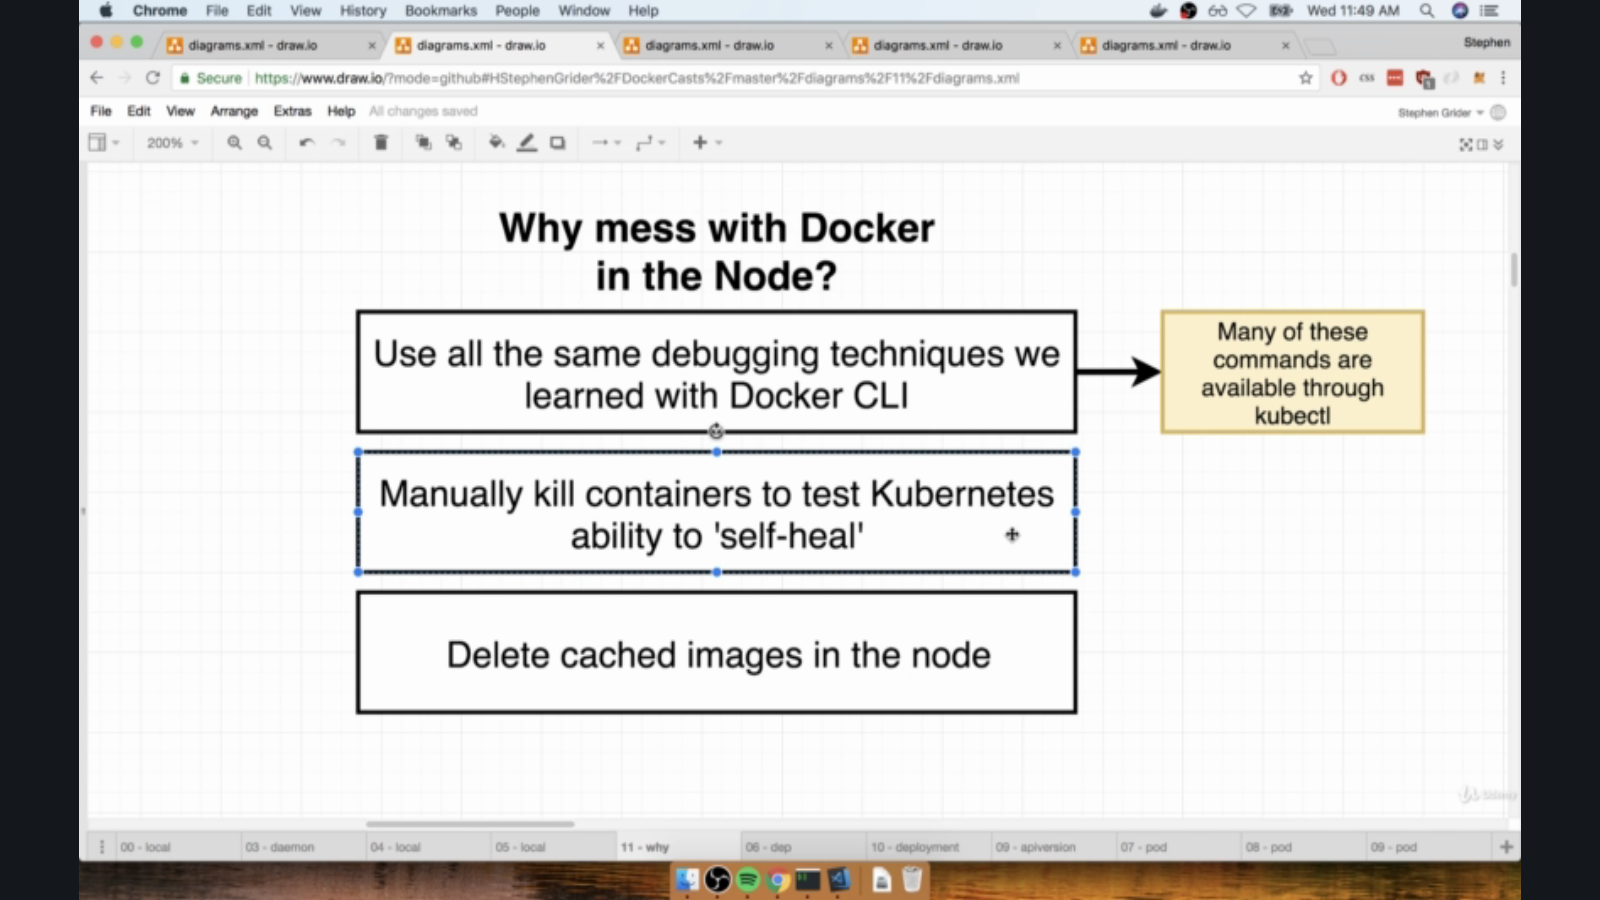 Chrome File Edit View History Bookmarks People Window Help Wed 11:49 AM
diagrams.xml - draw.io diagrams.xml - draw.io diagrams.xml - draw.io diagrams.xml - draw.io diagrams.xml - draw.io Stephen
Secure https://www.draw.io/?mode=github#HStephenGrider%2FDockerCasts%2Fmaster%2Fdiagrams%2F11%2Fdiagrams.xml
File Edit View Arrange Extras Help All changes saved Stephen Grider
200%
Why mess with Docker
in the Node?
Use all the same debugging techniques we
learned with Docker CLI
Many of these
commands are
available through
kubectl
Manually kill containers to test Kubernetes
ability to 'self-heal'
Delete cached images in the node
Udemy
00 - local 03 - daemon 04 - local 05 - local 11 - why 06 - dep 10 - deployment 09 - apiversion 07 - pod 08 - pod 09 - pod